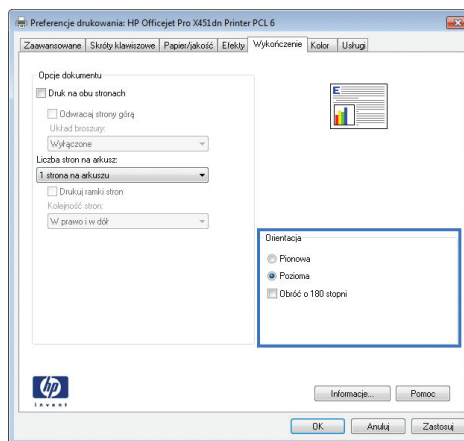 Preferencje drukowania: HP Officejet Pro X451dn Printer PCL 6
Zaawansowane Skróty klawiszowe Papier/jakość Efekty Wykończenie Kolor Usługi
Opcje dokumentu
Druk na obu stronach
Odwracaj strony górą
Układ broszury:
Wyłączone
Liczba stron na arkusz:
1 strona na arkuszu
Drukuj ramki stron
Kolejność stron:
W prawo i w dół
E
Orientacja
Pionowa
Pozioma
Obróć o 180 stopni
hp
invent
Informacje... Pomoc
OK Anuluj Zastosuj